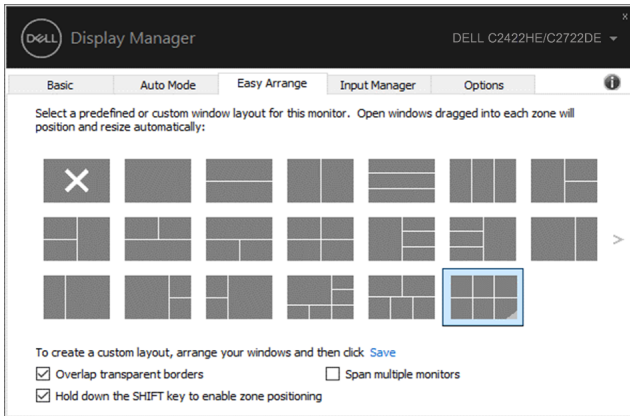 DELL Display Manager
x
DELL C2422HE/C2722DE
Basic Auto Mode Easy Arrange Input Manager Options
Select a predefined or custom window layout for this monitor. Open windows dragged into each zone will
position and resize automatically:
To create a custom layout, arrange your windows and then click Save
Overlap transparent borders Span multiple monitors
Hold down the SHIFT key to enable zone positioning